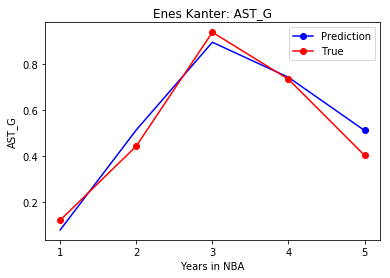 Enes Kanter: AST_G
Prediction
True
AST_G
0.8
0.6
0.4
0.2
1
2
3
4
5
Years in NBA